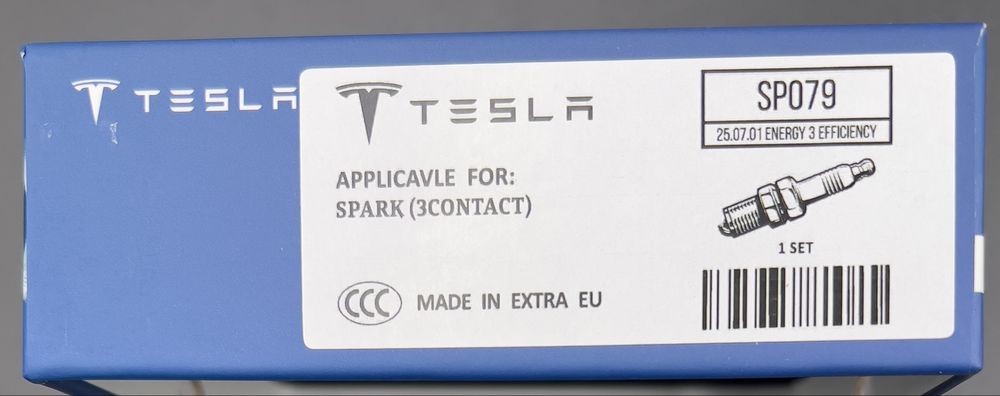 TESLA
TESLA
SP079
25.07.01 ENERGY 3 EFFICIENCY
APPLICAVLE FOR:
SPARK (3CONTACT)
1 SET
CCC MADE IN EXTRA EU